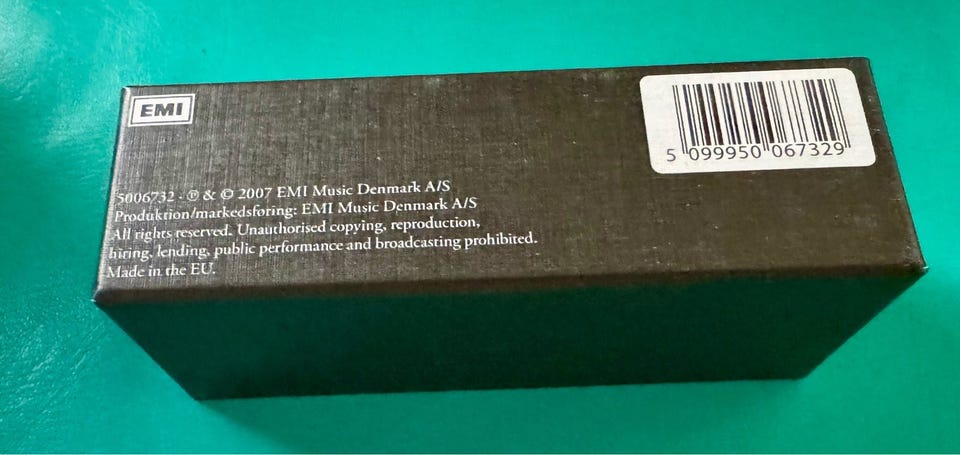 EMI
5 099950 067329
5006732 · ℗ & © 2007 EMI Music Denmark A/S
Produktion/markedsføring: EMI Music Denmark A/S
All rights reserved. Unauthorised copying, reproduction,
hiring, lending, public performance and broadcasting prohibited.
Made in the EU.